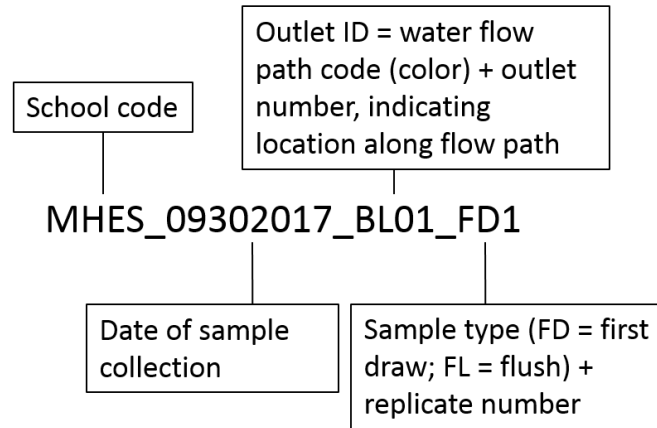 Outlet ID = water flow
path code (color) + outlet
number, indicating
location along flow path
School code
MHES_09302017_BL01_FD1
Date of sample
collection
Sample type (FD = first
draw; FL = flush) +
replicate number